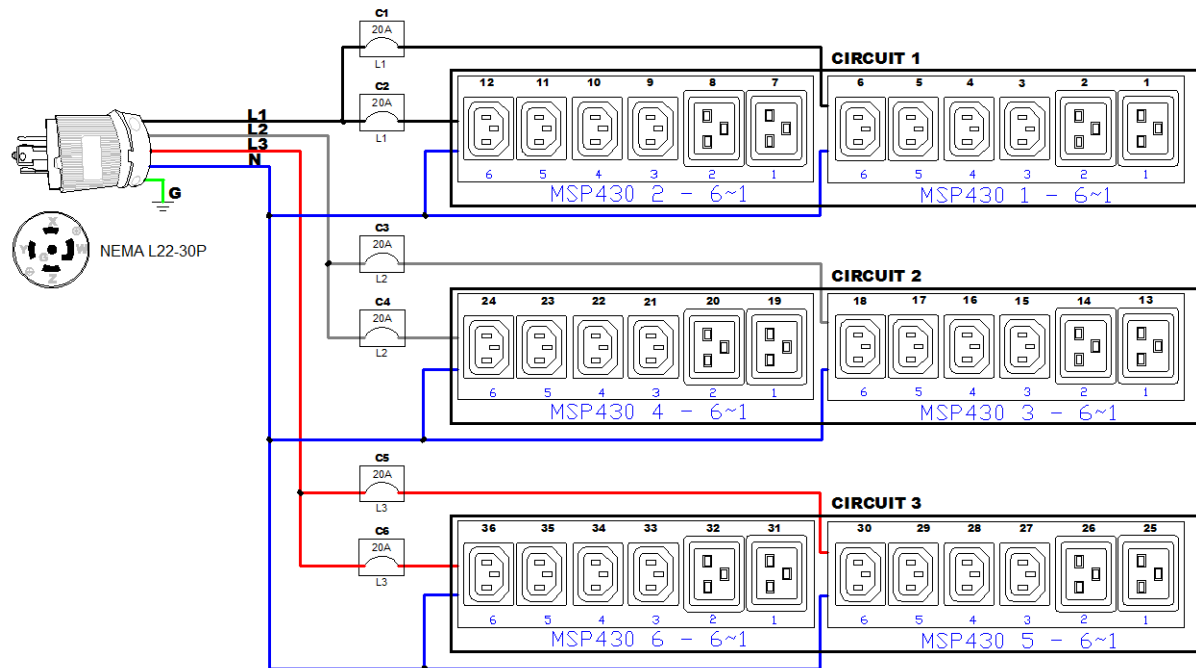 C1
20A
L1
CIRCUIT 1
C2
20A
L1
12 11 10 9 8 7
6 5 4 3 2 1
6 5 4 3 2 1
6 5 4 3 2 1
MSP430 2 - 6~1
MSP430 1 - 6~1
L1
L2
L3
N
G
X
Y
W
Z
G
NEMA L22-30P
C3
20A
L2
CIRCUIT 2
C4
20A
L2
24 23 22 21 20 19
18 17 16 15 14 13
6 5 4 3 2 1
6 5 4 3 2 1
MSP430 4 - 6~1
MSP430 3 - 6~1
C5
20A
L3
CIRCUIT 3
C6
20A
L3
36 35 34 33 32 31
30 29 28 27 26 25
6 5 4 3 2 1
6 5 4 3 2 1
MSP430 6 - 6~1
MSP430 5 - 6~1